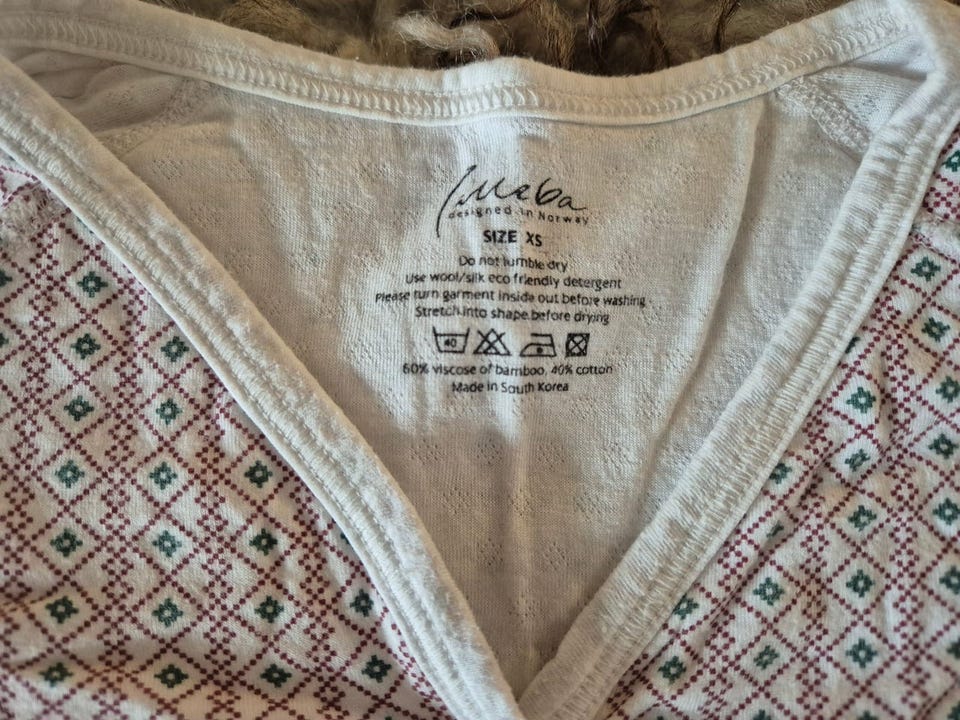 designed in Norway
SIZE XS
Do not tumble dry
Use wool/silk eco friendly detergent
Please turn garment inside out before washing
Stretch into shape before drying
40
60% viscose of bamboo, 40% cotton
Made in South Korea